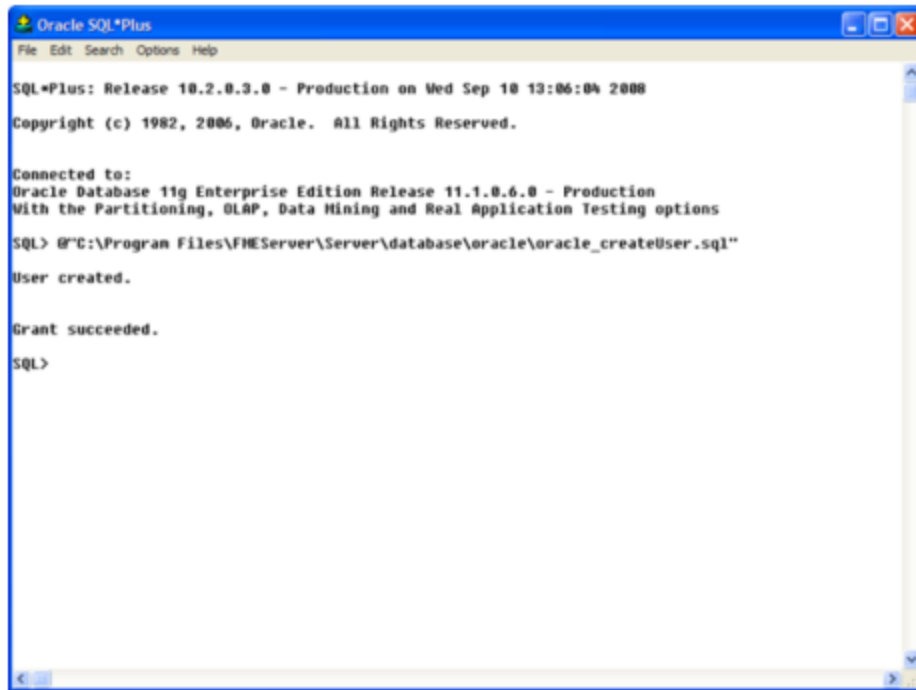 Oracle SQL*Plus
File Edit Search Options Help
SQL*Plus: Release 10.2.0.3.0 - Production on Wed Sep 10 13:06:04 2008
Copyright (c) 1982, 2006, Oracle.  All Rights Reserved.
Connected to:
Oracle Database 11g Enterprise Edition Release 11.1.0.6.0 - Production
With the Partitioning, OLAP, Data Mining and Real Application Testing options
SQL> @"C:\Program Files\FMEServer\Server\database\oracle\oracle_createUser.sql"
User created.
Grant succeeded.
SQL>